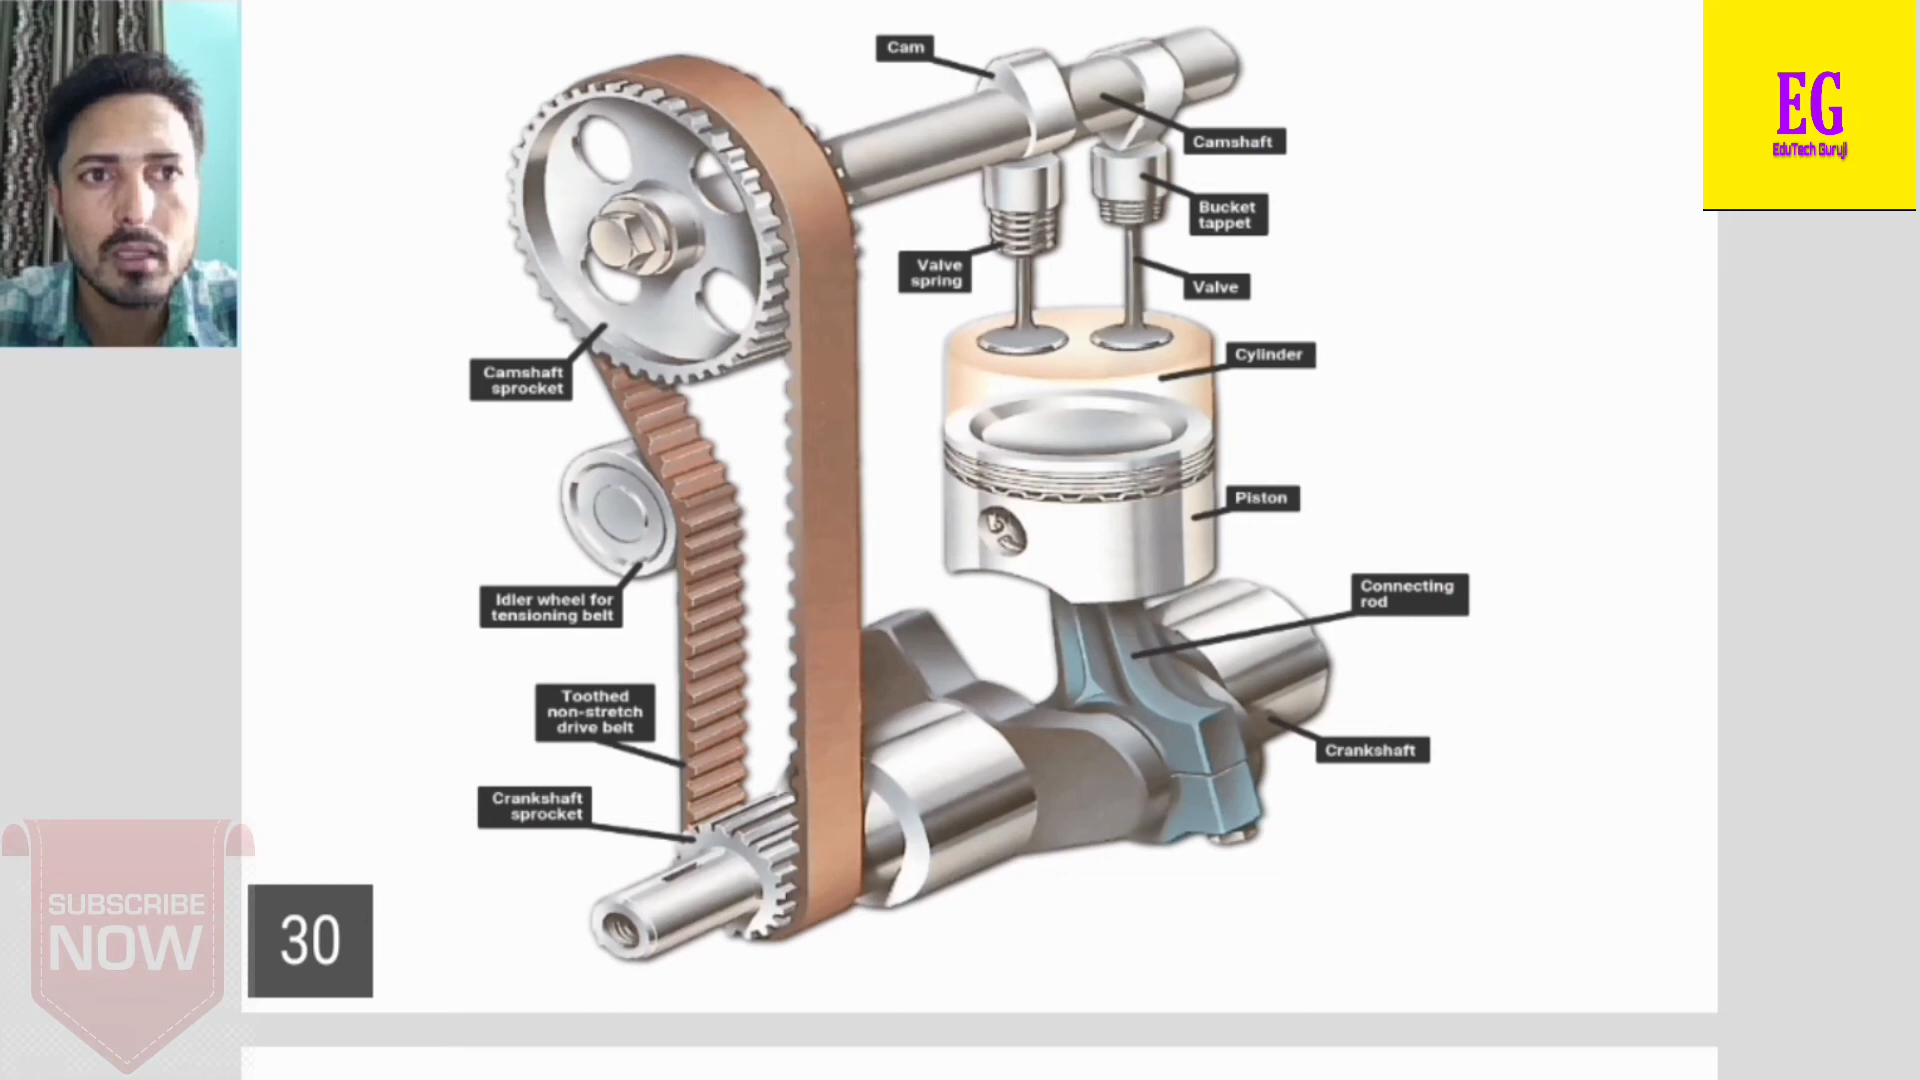 Cam
EG
EduTech Guruji
Camshaft
Bucket
tappet
Valve
spring
Valve
Cylinder
Camshaft
sprocket
Piston
Connecting
rod
Idler wheel for
tensioning belt
Toothed
non-stretch
drive belt
Crankshaft
Crankshaft
sprocket
SUBSCRIBE
NOW
30